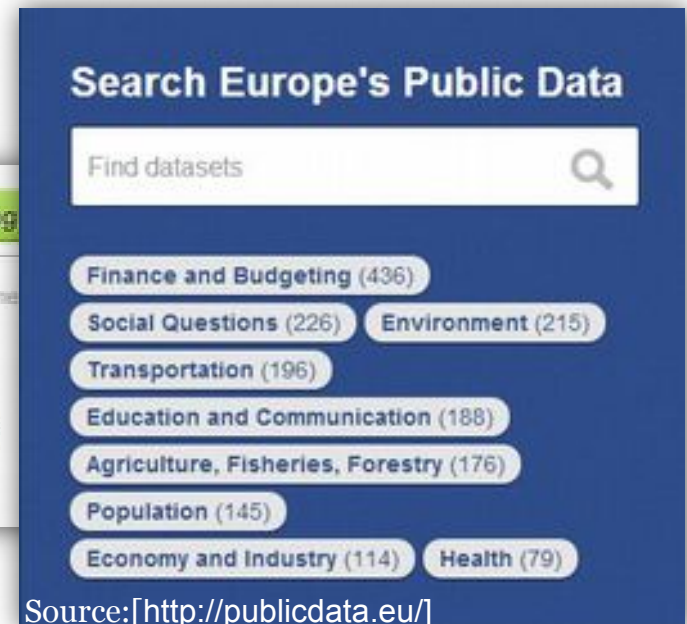 Search Europe's Public Data
Find datasets
Finance and Budgeting (436)
Social Questions (226) Environment (215)
Transportation (196)
Education and Communication (188)
Agriculture, Fisheries, Forestry (176)
Population (145)
Economy and Industry (114) Health (79)
Source:[http://publicdata.eu/]